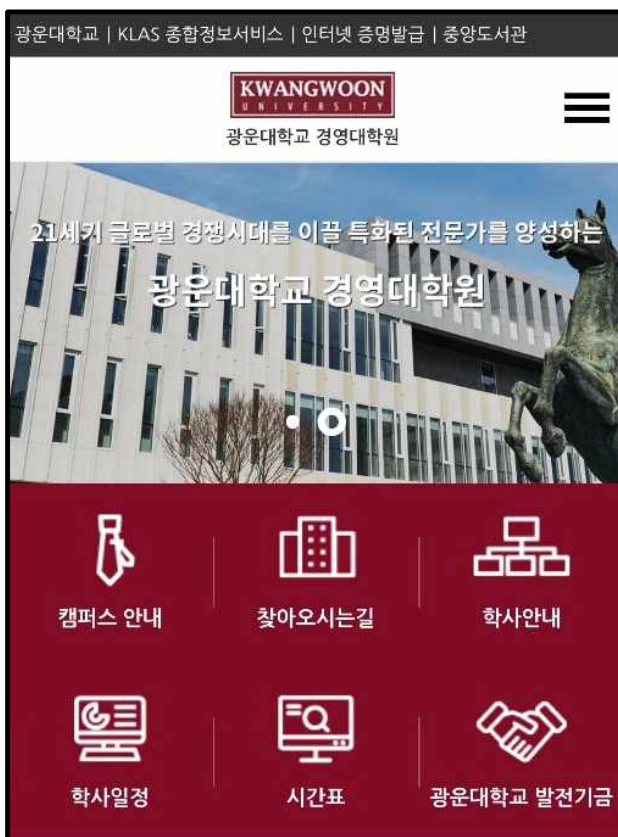 광운대학교 | KLAS 종합정보서비스 | 인터넷 증명발급 | 중앙도서관
KWANGWOON
UNIVERSITY
광운대학교 경영대학원
21세기 글로벌 경쟁시대를 이끌 특화된 전문가를 양성하는
광운대학교 경영대학원
캠퍼스 안내
찾아오시는길
학사안내
학사일정
시간표
광운대학교 발전기금